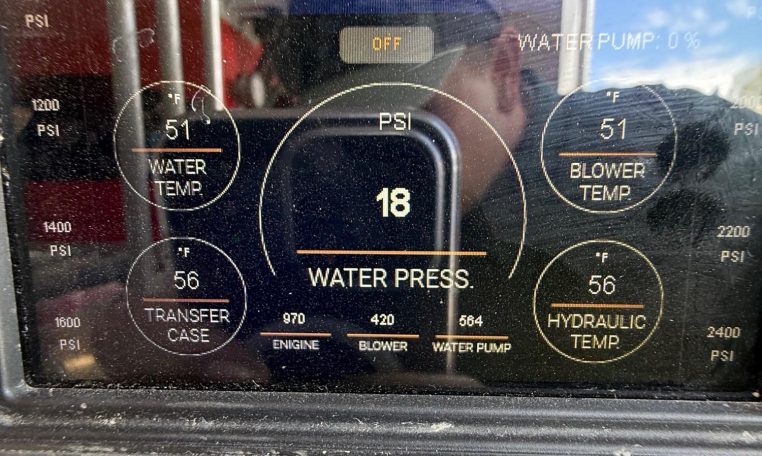 PSI
OFF
WATER PUMP: 0 %
1200
PSI
°F
51
WATER
TEMP.
PSI
18
WATER PRESS.
°F
51
BLOWER
TEMP.
2000
PSI
1400
PSI
°F
56
TRANSFER
CASE
970
ENIGINE
420
BLOWER
564
WATER PUMP
°F
56
HYDRAULIC
TEMP.
2200
PSI
1600
PSI
2400
PSI